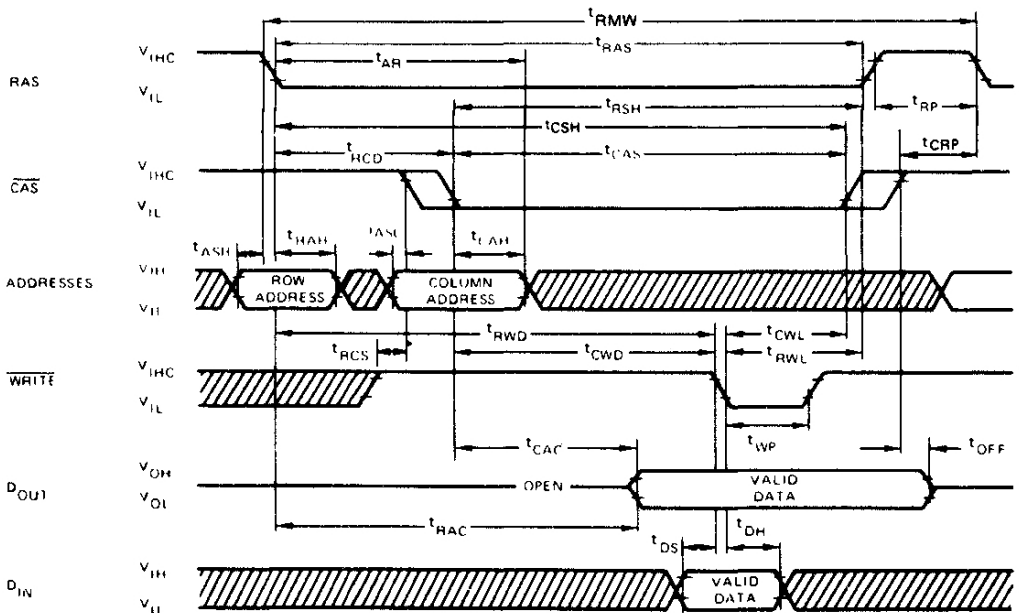 tRMW
tRAS
tAR
VIHC
RAS
VIL
tRSH
tRP
tCSH
tCRP
tRCD
tCAS
VIHC
CAS
VIL
tASR
tRAH
tASC
tCAH
VIH
ADDRESSES
ROW ADDRESS
COLUMN ADDRESS
VIL
tRWD
tCWL
tRCS
tCWD
tRWL
VIHC
WRITE
VIL
tWP
tCAC
tOFF
VOH
DOUT
OPEN
VALID DATA
VOL
tRAC
tDS
tDH
VIH
DIN
VALID DATA
VIL